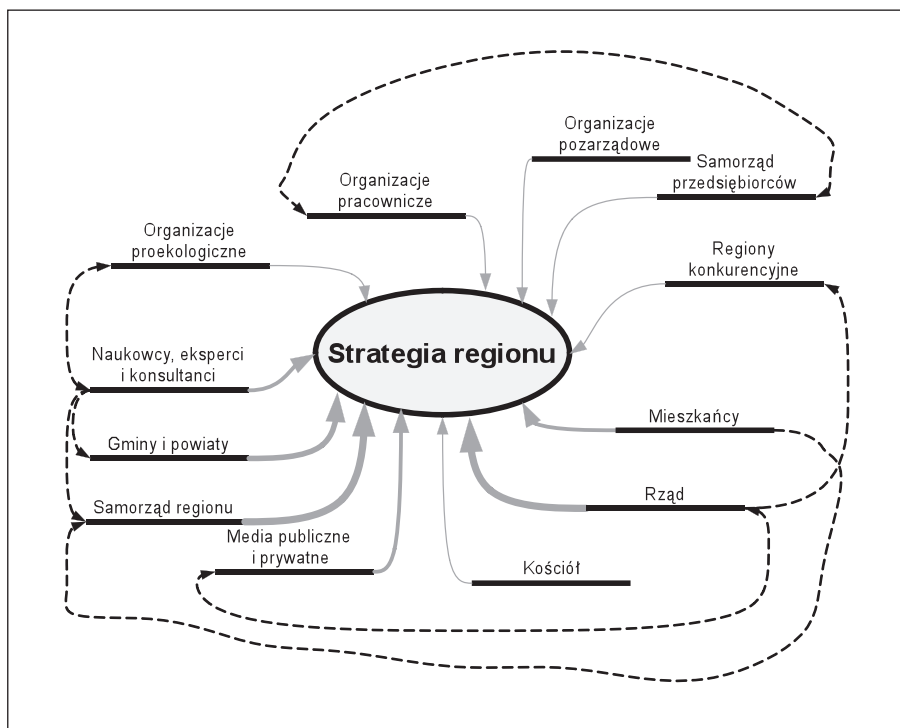 Organizacje
pozarządowe
Samorząd
przedsiębiorców
Organizacje
pracownicze
Organizacje
proekologiczne
Regiony
konkurencyjne
Strategia regionu
Naukowcy, eksperci
i konsultanci
Mieszkańcy
Gminy i powiaty
Rząd
Samorząd regionu
Media publiczne
i prywatne
Kościół